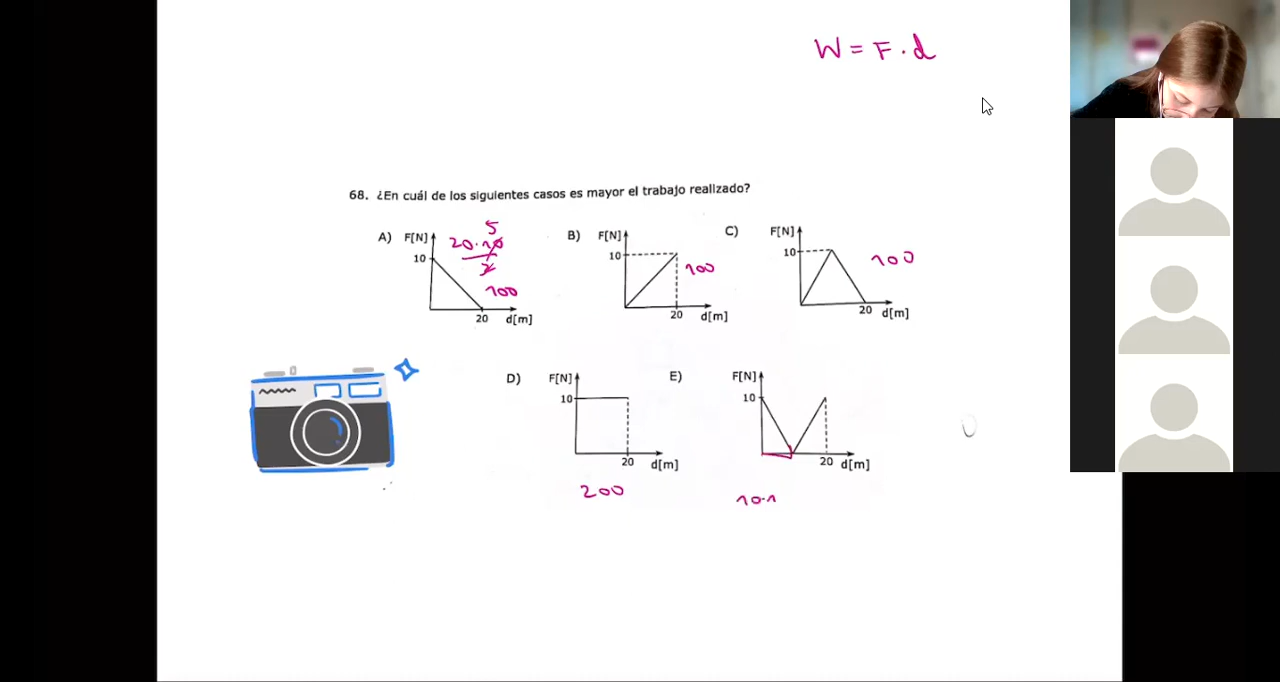 W = F · d
68. ¿En cuál de los siguientes casos es mayor el trabajo realizado?
A) F[N]
10
20 d[m]
20·10
2
5
100
B) F[N]
10
20 d[m]
100
C) F[N]
10
20 d[m]
100
D) F[N]
10
20 d[m]
200
E) F[N]
10
20 d[m]
10·1